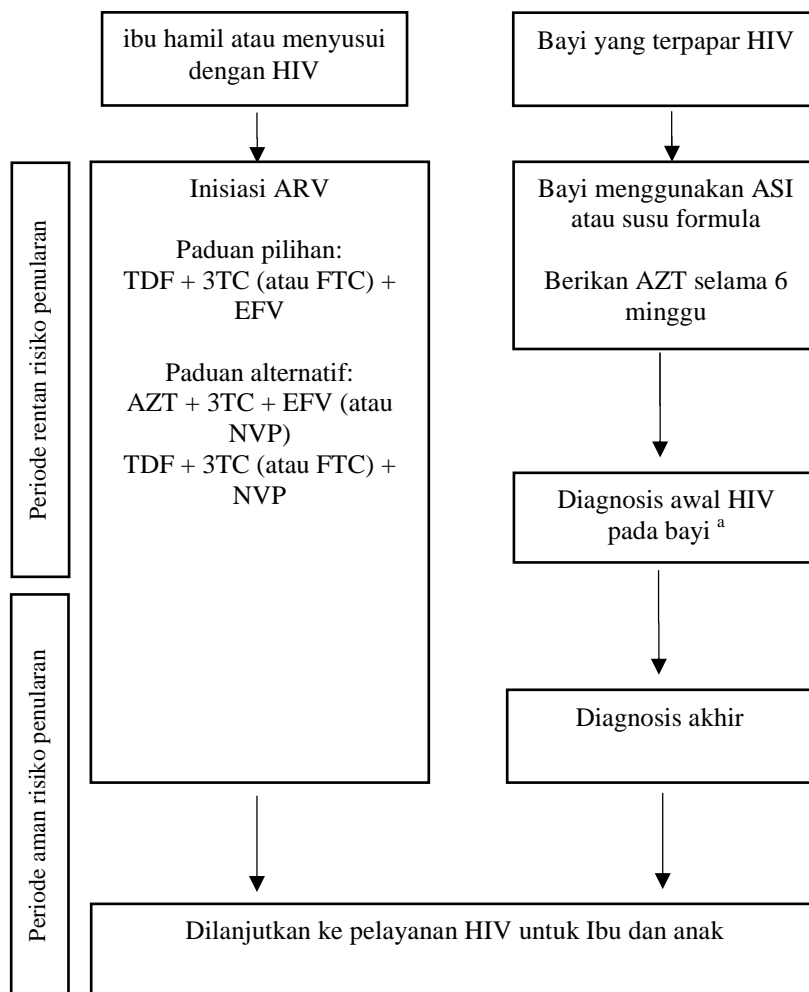 ibu hamil atau menyusui
dengan HIV
Bayi yang terpapar HIV
Periode rentan risiko penularan
Inisiasi ARV
Paduan pilihan:
TDF + 3TC (atau FTC) +
EFV
Paduan alternatif:
AZT + 3TC + EFV (atau
NVP)
TDF + 3TC (atau FTC) +
NVP
Bayi menggunakan ASI
atau susu formula
Berikan AZT selama 6
minggu
Diagnosis awal HIV
pada bayi a
Periode aman risiko penularan
Diagnosis akhir
Dilanjutkan ke pelayanan HIV untuk Ibu dan anak